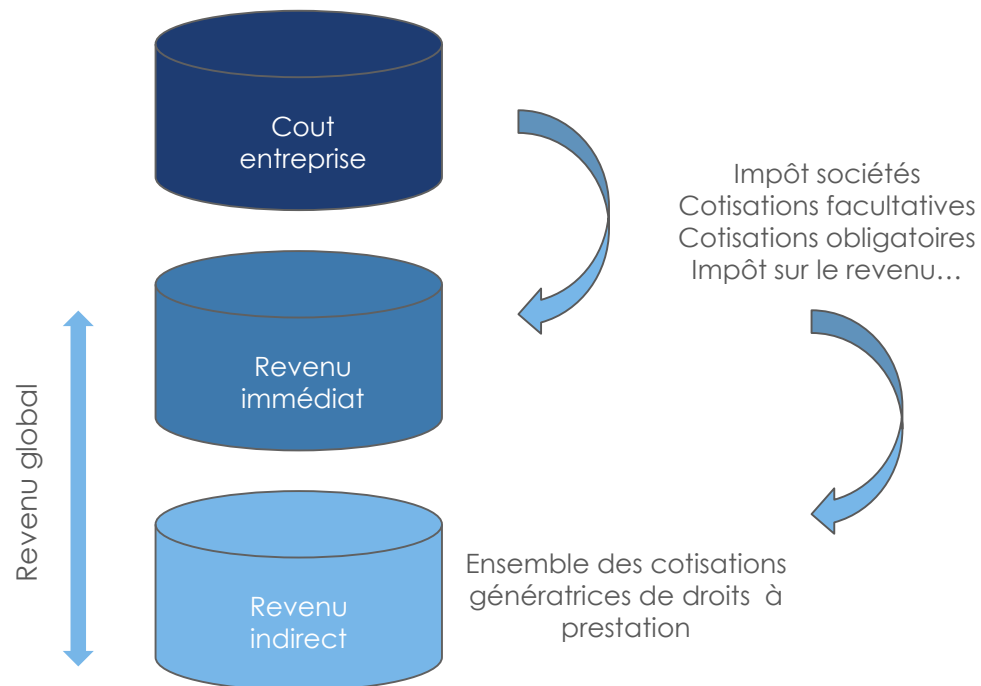 Cout
entreprise
Impôt sociétés
Cotisations facultatives
Cotisations obligatoires
Impôt sur le revenu…
Revenu global
Revenu
immédiat
Revenu
indirect
Ensemble des cotisations
génératrices de droits à
prestation